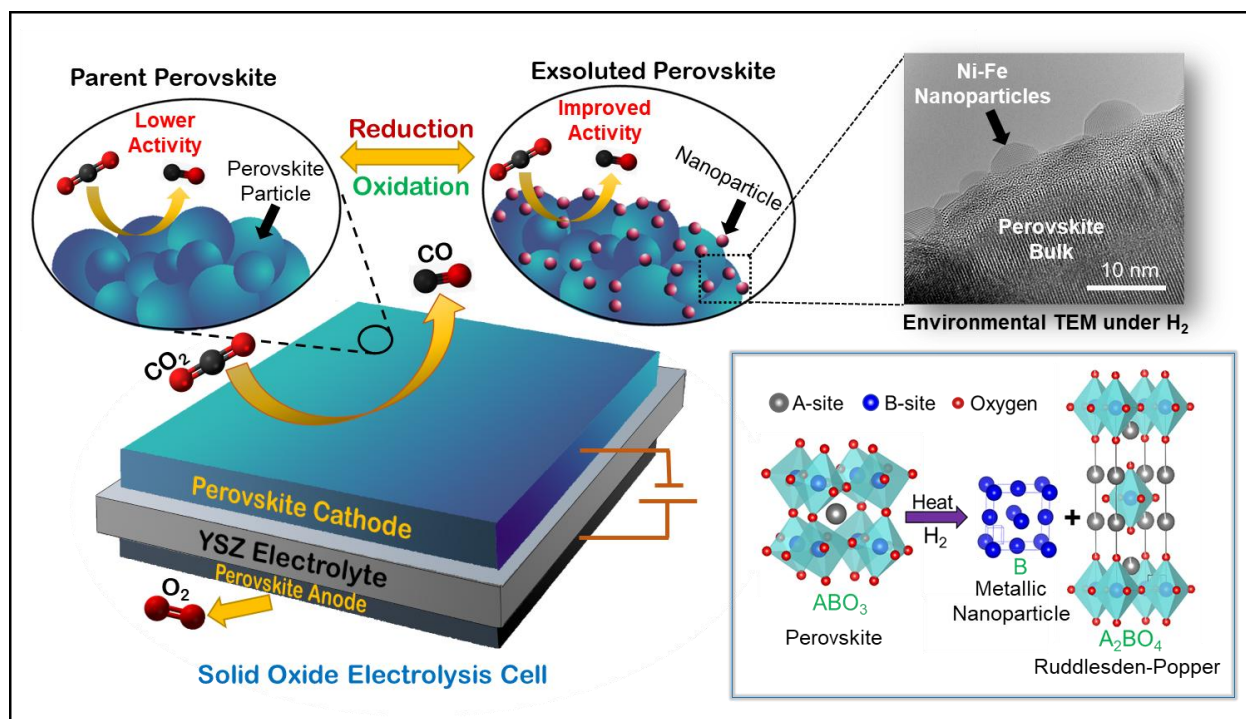 Parent Perovskite
Lower
Activity
Perovskite
Particle
Reduction
Oxidation
Exsoluted Perovskite
Improved
Activity
Nanoparticle
Ni-Fe
Nanoparticles
Perovskite
Bulk
10 nm
Environmental TEM under H₂
CO
CO₂
Perovskite Cathode
YSZ Electrolyte
Perovskite Anode
O₂
Solid Oxide Electrolysis Cell
A-site
B-site
Oxygen
Heat
H₂
+
ABO₃
Perovskite
B
Metallic
Nanoparticle
A₂BO₄
Ruddlesden-Popper